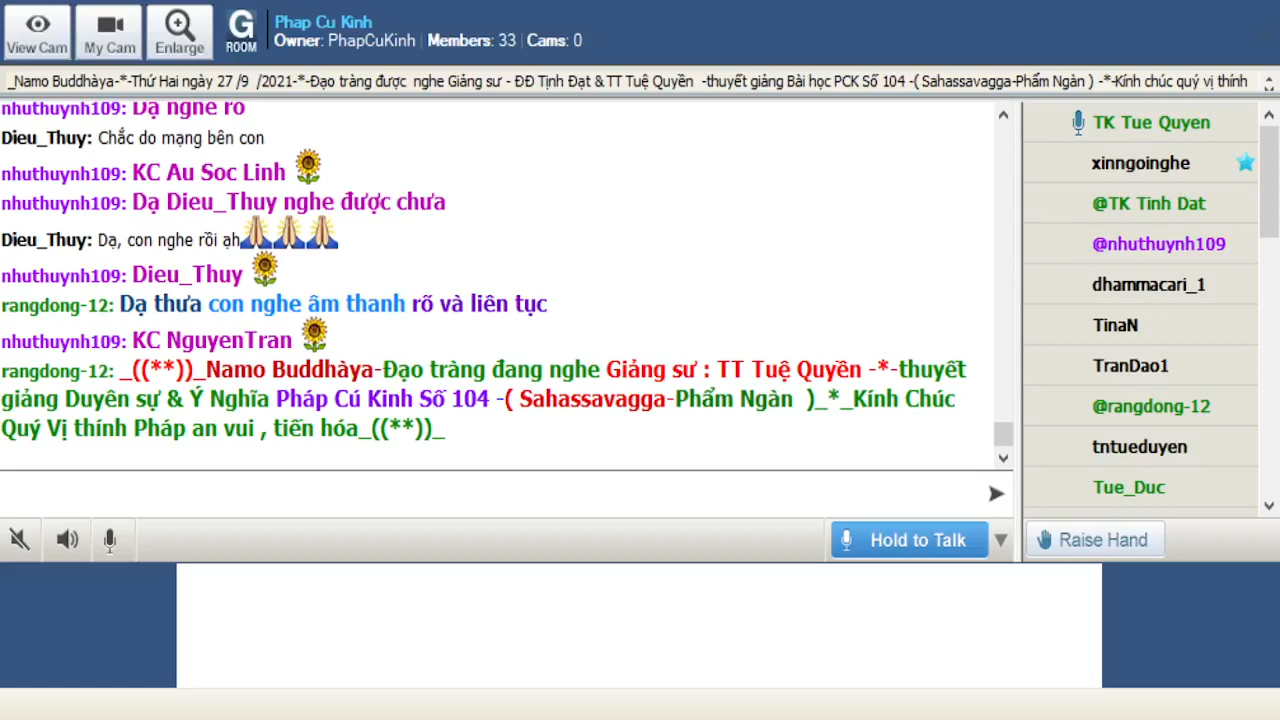 View Cam
My Cam
Enlarge
G
ROOM
Phap Cu Kinh
Owner: PhapCuKinh | Members: 33 | Cams: 0
_Namo Buddhàya-*-Thứ Hai ngày 27 /9 /2021-*-Đạo tràng được nghe Giảng sư - ĐĐ Tịnh Đạt & TT Tuệ Quyền -thuyết giảng Bài học PCK Số 104 -( Sahassavagga-Phẩm Ngàn ) -*-Kính chúc quý vị thính
nhuthuynh109: Dạ nghe rõ
Dieu_Thuy: Chắc do mạng bên con
nhuthuynh109: KC Au Soc Linh
nhuthuynh109: Dạ Dieu_Thuy nghe được chưa
Dieu_Thuy: Dạ, con nghe rồi ạh
nhuthuynh109: Dieu_Thuy
rangdong-12: Dạ thưa con nghe âm thanh rõ và liên tục
nhuthuynh109: KC NguyenTran
rangdong-12: _((**))_Namo Buddhàya-Đạo tràng đang nghe Giảng sư : TT Tuệ Quyền -*-thuyết
giảng Duyên sự & Ý Nghĩa Pháp Cú Kinh Số 104 -( Sahassavagga-Phẩm Ngàn )_*_Kính Chúc
Quý Vị thính Pháp an vui , tiến hóa_((**))_
TK Tue Quyen
xinngoinghe
@TK Tinh Dat
@nhuthuynh109
dhammacari_1
TinaN
TranDao1
@rangdong-12
tntueduyen
Tue_Duc
Hold to Talk
Raise Hand